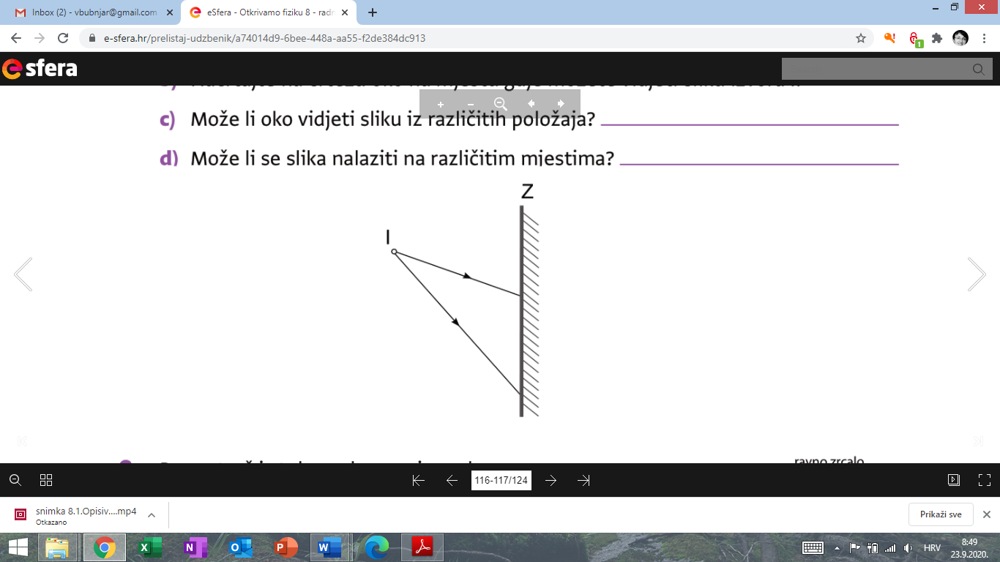 Inbox (2) - vbubnjar@gmail.com
eSfera - Otkrivamo fiziku 8 - radn
e-sfera.hr/prelistaj-udzbenik/a74014d9-6bee-448a-aa55-f2de384dc913
1
esfera
c) Može li oko vidjeti sliku iz različitih položaja?
d) Može li se slika nalaziti na različitim mjestima?
Z
I
ravno zrcalo
116-117/124
snimka 8.1.Opisiv....mp4
Otkazano
Prikaži sve
HRV
8:49
23.9.2020.